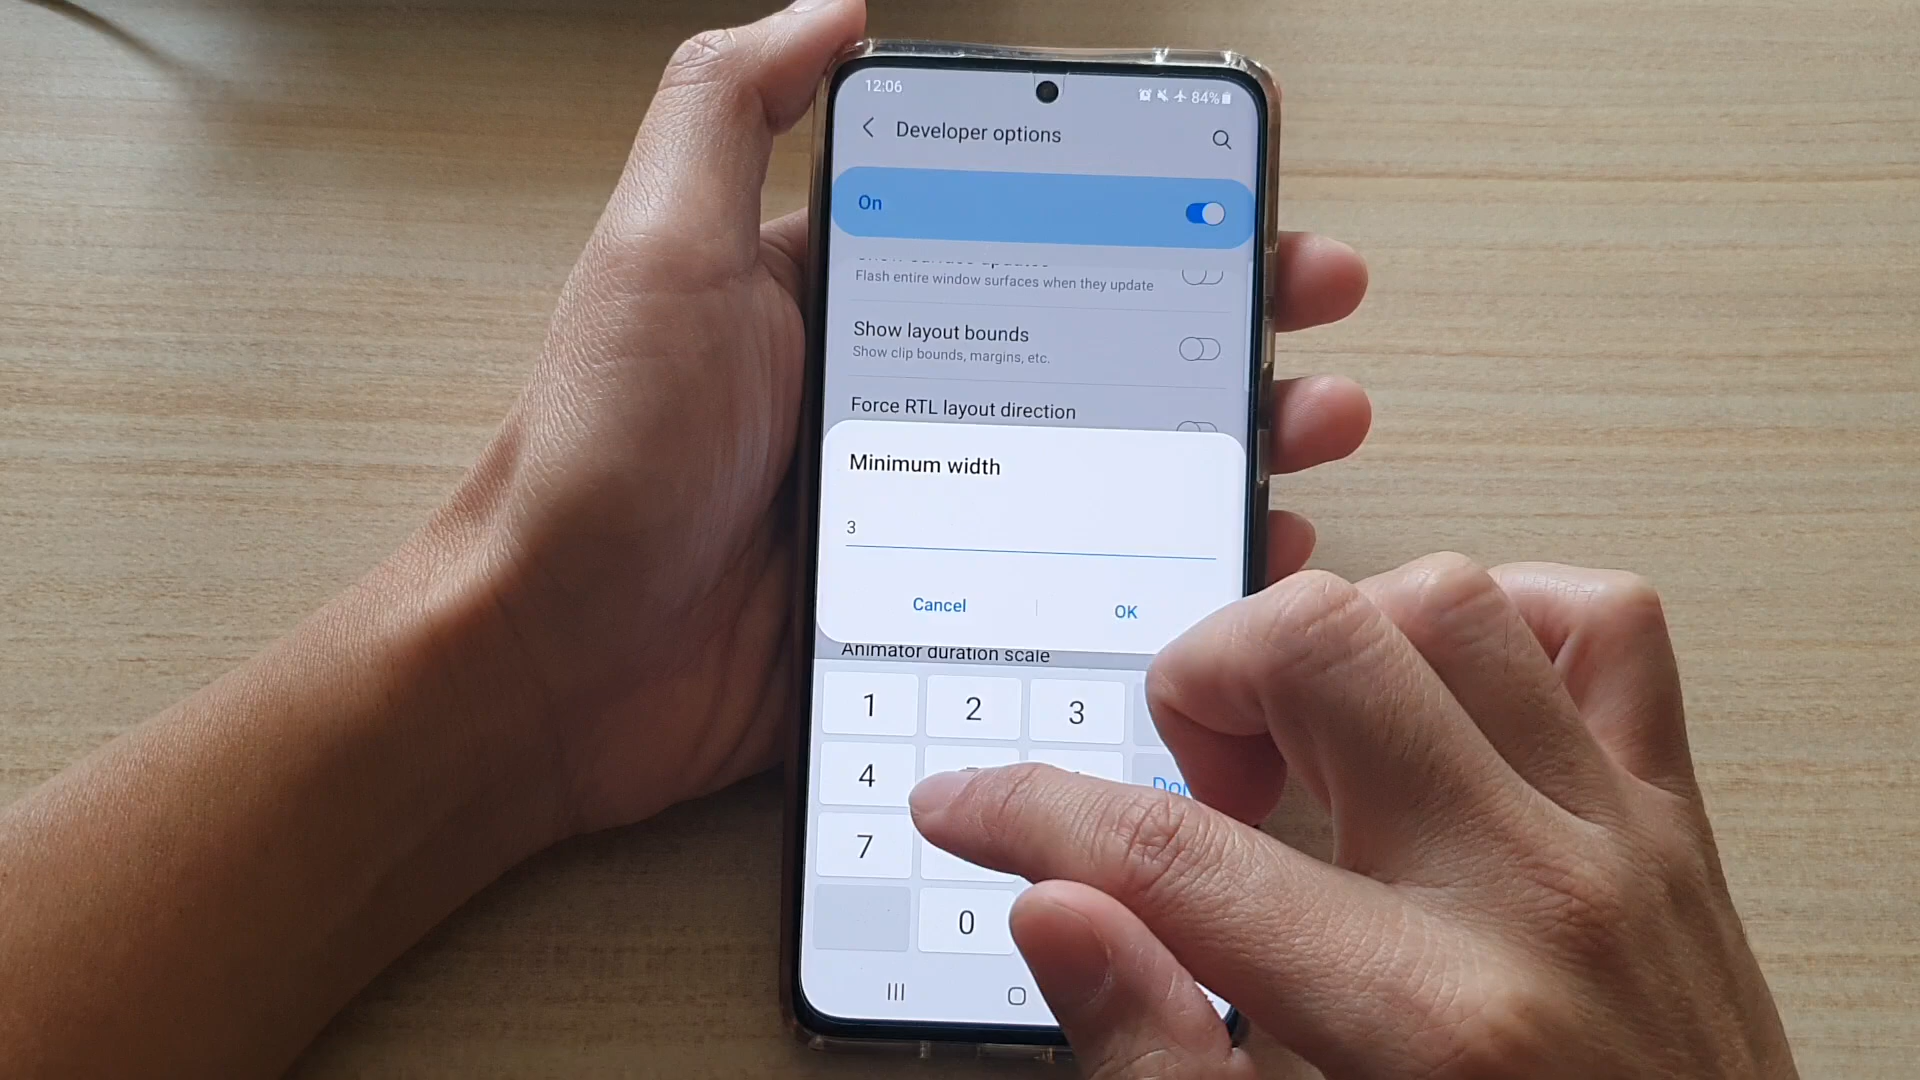 12:06
84%
Developer options
On
Flash entire window surfaces when they update
Show layout bounds
Show clip bounds, margins, etc.
Force RTL layout direction
Minimum width
3
Cancel
OK
Animator duration scale
1 2 3
4
7
0